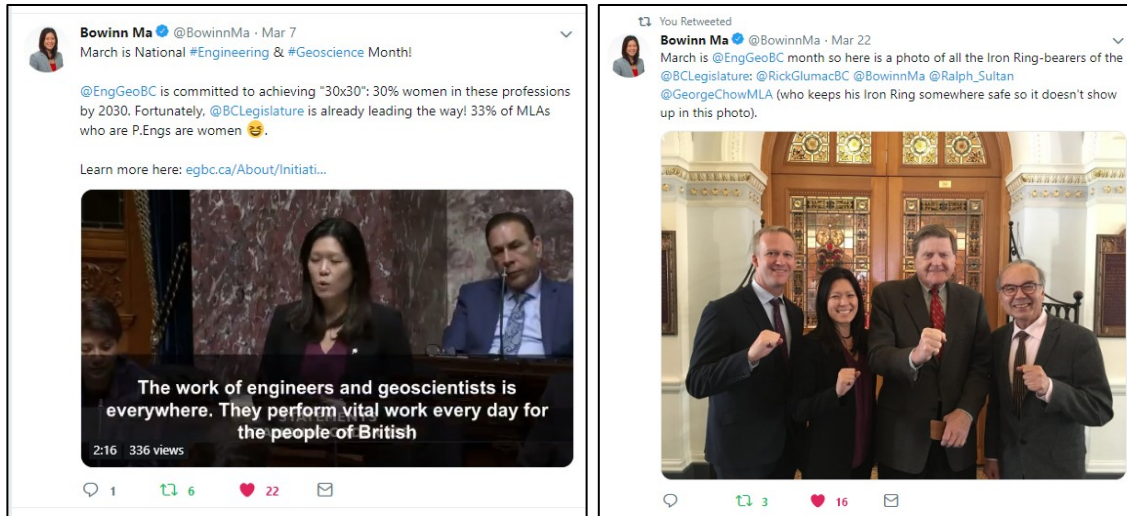 Bowinn Ma @BowinnMa · Mar 7
March is National #Engineering & #Geoscience Month!
@EngGeoBC is committed to achieving "30x30": 30% women in these professions
by 2030. Fortunately, @BCLegislature is already leading the way! 33% of MLAs
who are P.Engs are women 😆.
Learn more here: egbc.ca/About/Initiati...
The work of engineers and geoscientists is
everywhere. They perform vital work every day for
the people of British
2:16 336 views
1 6 22
You Retweeted
Bowinn Ma @BowinnMa · Mar 22
March is @EngGeoBC month so here is a photo of all the Iron Ring-bearers of the
@BCLegislature: @RickGlumacBC @BowinnMa @Ralph_Sultan
@GeorgeChowMLA (who keeps his Iron Ring somewhere safe so it doesn't show
up in this photo).
3 16